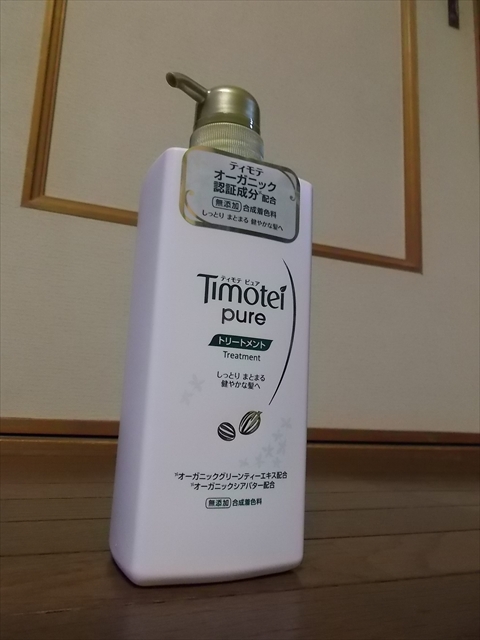 ティモテ
オーガニック
認証成分※配合
無添加 合成着色料
しっとり まとまる 健やかな髪へ
ティモテ ピュア
Timotei
pure
トリートメント
Treatment
しっとり まとまる
健やかな髪へ
※オーガニックグリーンティーエキス配合
※オーガニックシアバター配合
無添加 合成着色料